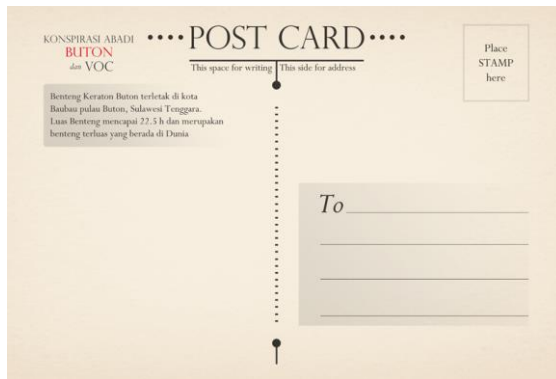 KONSPIRASI ABADI
BUTON
dan VOC
POST CARD
This space for writing
This side for address
Place
STAMP
here
Benteng Keraton Buton terletak di kota
Baubau pulau Buton, Sulawesi Tenggara.
Luas Benteng mencapai 22.5 h dan merupakan
benteng terluas yang berada di Dunia
To